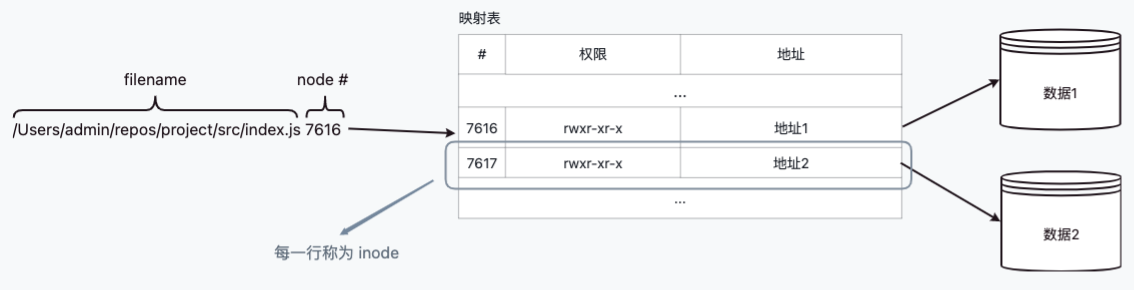 映射表
filename
node #
/Users/admin/repos/project/src/index.js 7616
# 权限 地址
...
7616 rwxr-xr-x 地址1
7617 rwxr-xr-x 地址2
...
数据1
数据2
每一行称为 inode